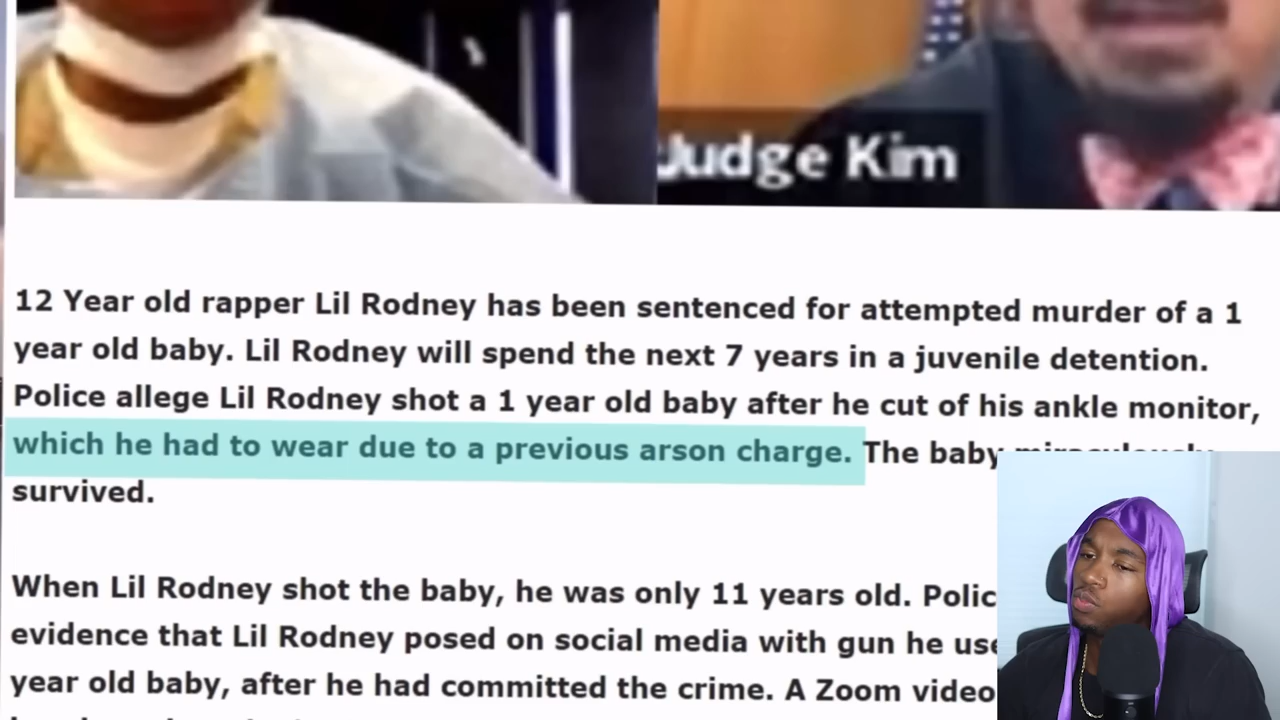 Judge Kim
12 Year old rapper Lil Rodney has been sentenced for attempted murder of a 1
year old baby. Lil Rodney will spend the next 7 years in a juvenile detention.
Police allege Lil Rodney shot a 1 year old baby after he cut of his ankle monitor,
which he had to wear due to a previous arson charge. The baby miraculously
survived.
When Lil Rodney shot the baby, he was only 11 years old.
evidence that Lil Rodney posed on social media with gun he
year old baby, after he had committed the crime. A Zoom video